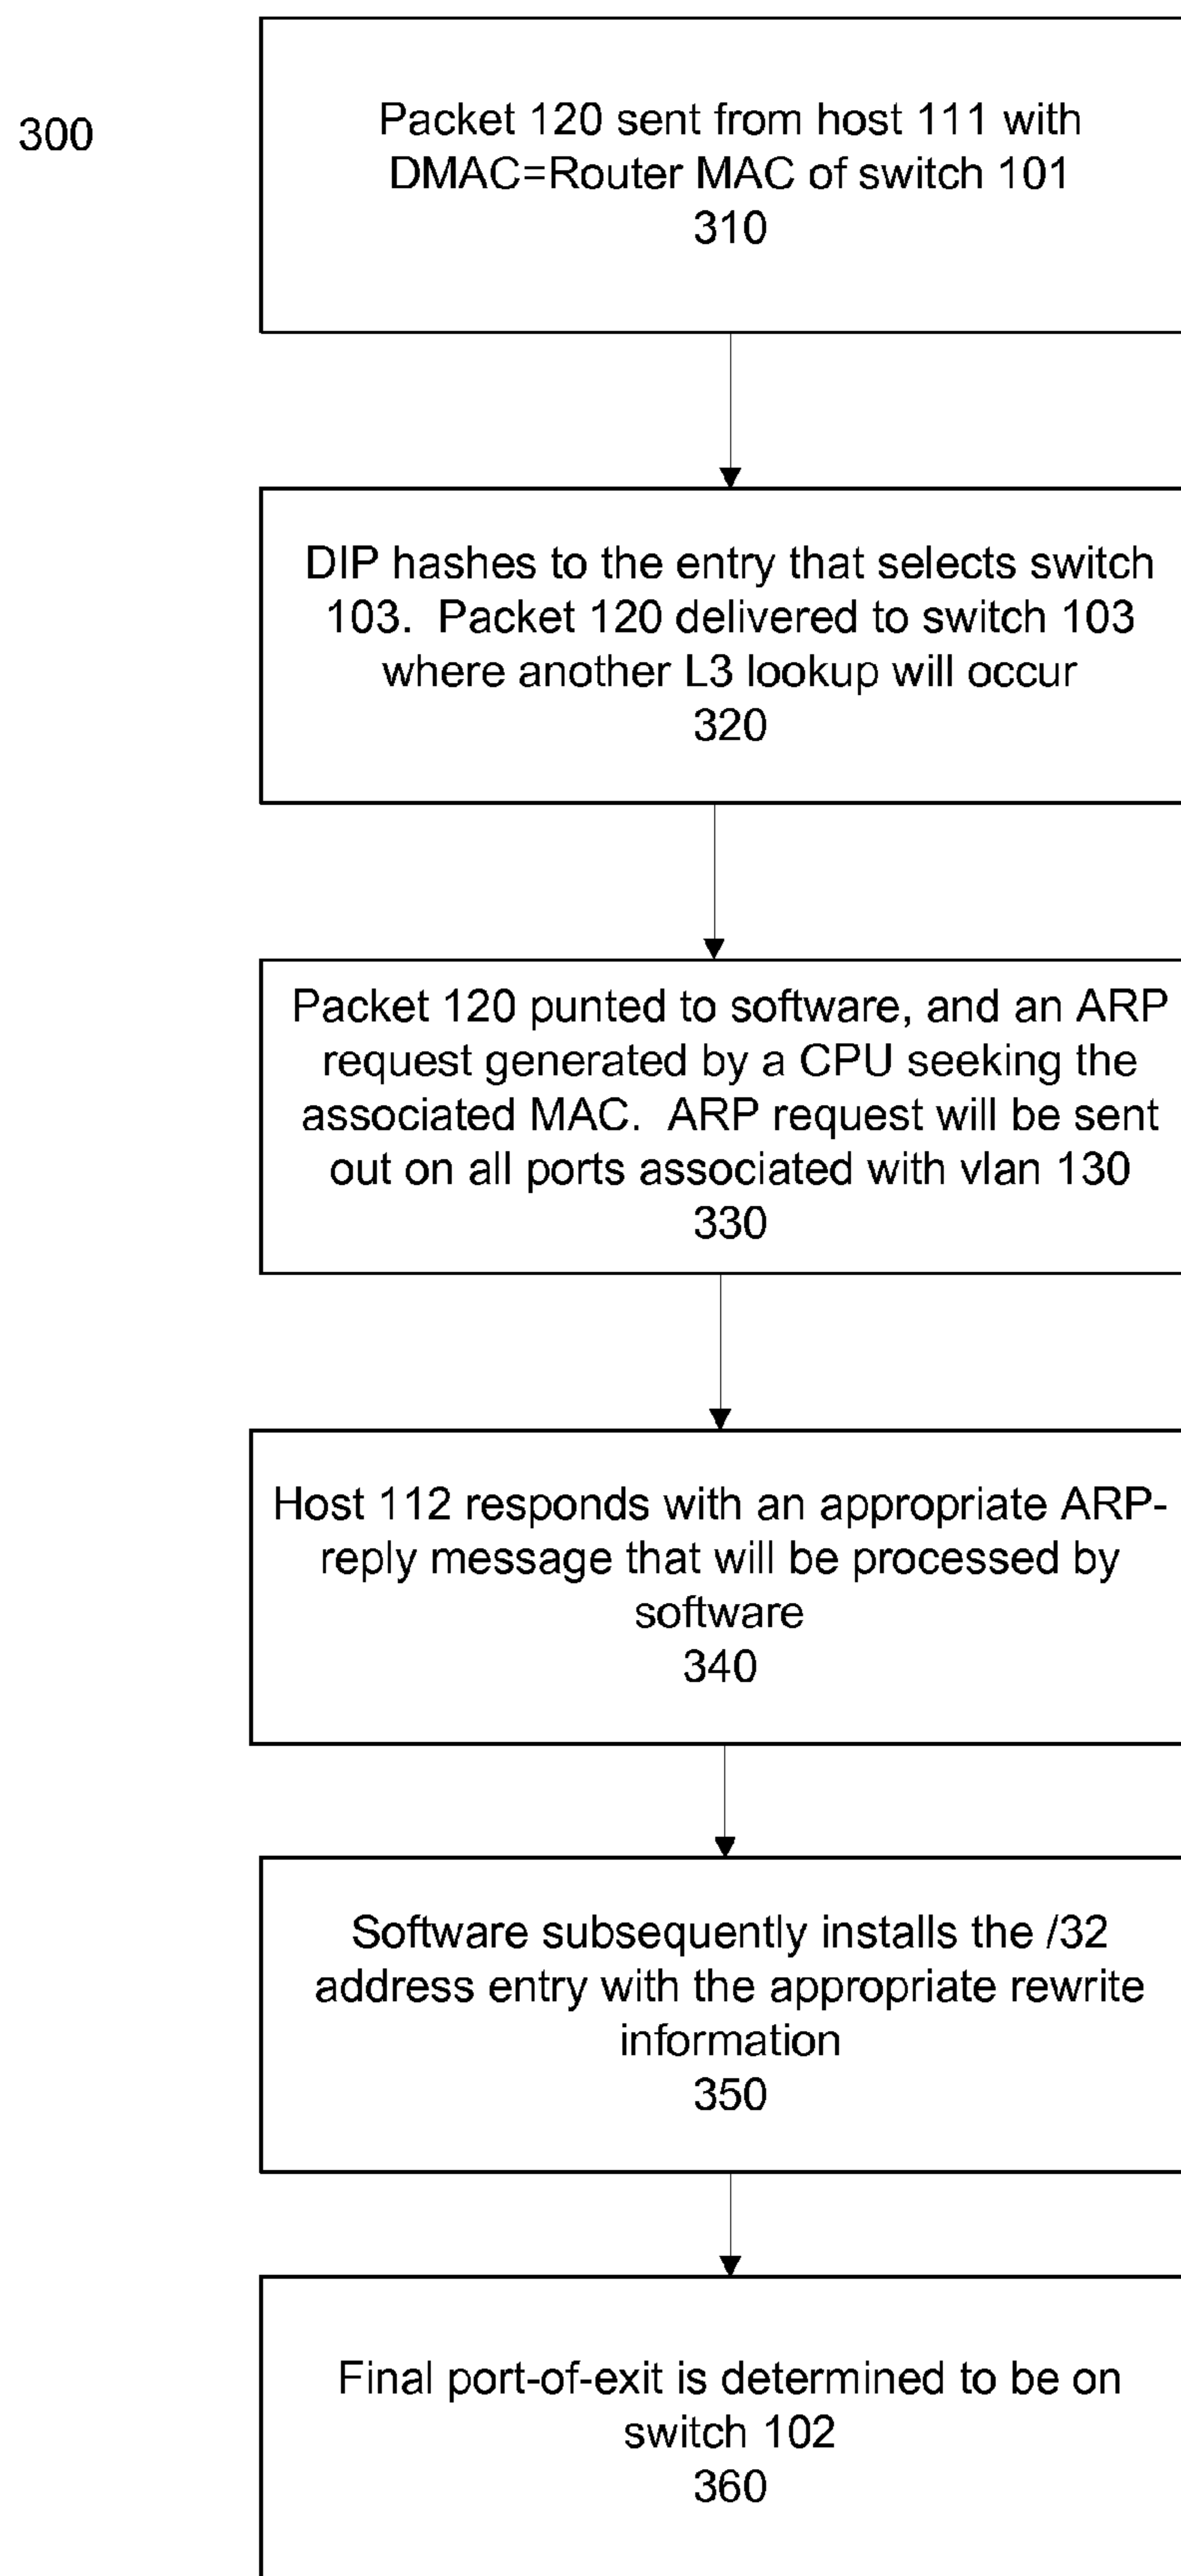 300
Packet 120 sent from host 111 with
DMAC=Router MAC of switch 101
310
DIP hashes to the entry that selects switch
103.  Packet 120 delivered to switch 103
where another L3 lookup will occur
320
Packet 120 punted to software, and an ARP
request generated by a CPU seeking the
associated MAC.  ARP request will be sent
out on all ports associated with vlan 130
330
Host 112 responds with an appropriate ARP-
reply message that will be processed by
software
340
Software subsequently installs the /32
address entry with the appropriate rewrite
information
350
Final port-of-exit is determined to be on
switch 102
360